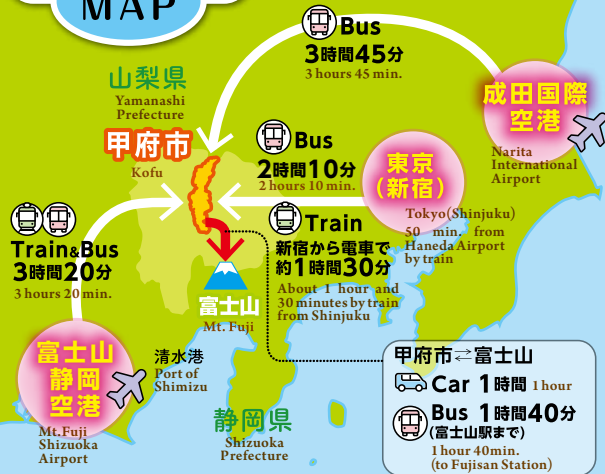 MAP
Bus
3時間45分
3 hours 45 min.
山梨県
Yamanashi
Prefecture
成田国際
空港
Narita
International
Airport
甲府市
Kofu
Bus
2時間10分
2 hours 10 min.
東京
(新宿)
Tokyo(Shinjuku)
50 min. from
Haneda Airport
by train
Train
新宿から電車で
約1時間30分
About 1 hour and
30 minutes by train
from Shinjuku
Train&Bus
3時間20分
3 hours 20 min.
富士山
Mt. Fuji
富士山
静岡
空港
Mt.Fuji
Shizuoka
Airport
清水港
Port of
Shimizu
静岡県
Shizuoka
Prefecture
甲府市⇄富士山
Car 1時間 1 hour
Bus 1時間40分
(富士山駅まで)
1 hour 40min.
(to Fujisan Station)